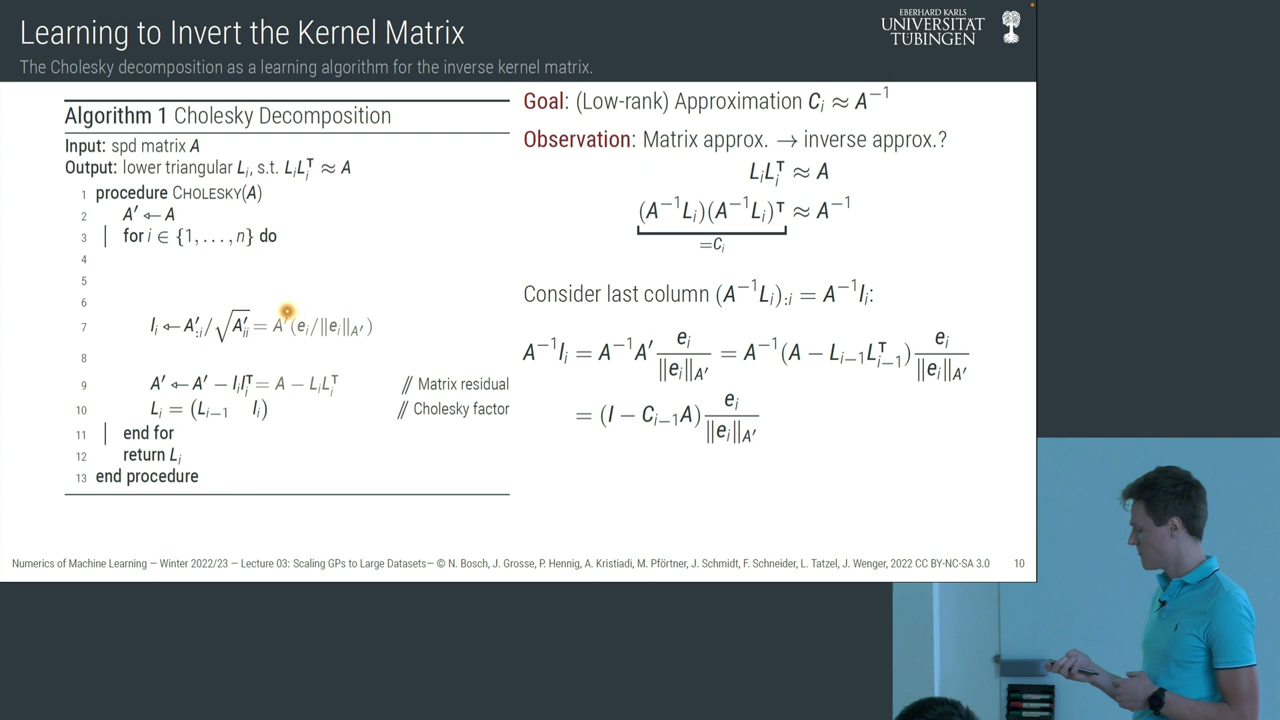 Learning to Invert the Kernel Matrix
The Cholesky decomposition as a learning algorithm for the inverse kernel matrix.
EBERHARD KARLS
UNIVERSITÄT
TÜBINGEN
Algorithm 1 Cholesky Decomposition
Input: spd matrix A
Output: lower triangular Lᵢ, s.t. LᵢLᵢᵀ ≈ A
1 procedure CHOLESKY(A)
2 A′ ← A
3 for i ∈ {1, . . . , n} do
4
5
6
7 lᵢ ← A′:ᵢ/√A′ᵢᵢ = A′(eᵢ/‖eᵢ‖A′)
8
9 A′ ← A′ − lᵢlᵢᵀ = A − LᵢLᵢᵀ // Matrix residual
10 Lᵢ = (Lᵢ₋₁ lᵢ) // Cholesky factor
11 end for
12 return Lᵢ
13 end procedure
Goal: (Low-rank) Approximation Cᵢ ≈ A⁻¹
Observation: Matrix approx. → inverse approx.?
LᵢLᵢᵀ ≈ A
(A⁻¹Lᵢ)(A⁻¹Lᵢ)ᵀ ≈ A⁻¹
=Cᵢ
Consider last column (A⁻¹Lᵢ):ᵢ = A⁻¹lᵢ:
A⁻¹lᵢ = A⁻¹A′ eᵢ/‖eᵢ‖A′ = A⁻¹(A − Lᵢ₋₁Lᵢ₋₁ᵀ) eᵢ/‖eᵢ‖A′
= (I − Cᵢ₋₁A) eᵢ/‖eᵢ‖A′
Numerics of Machine Learning — Winter 2022/23 — Lecture 03: Scaling GPs to Large Datasets— © N. Bosch, J. Grosse, P. Hennig, A. Kristiadi, M. Pförtner, J. Schmidt, F. Schneider, L. Tatzel, J. Wenger, 2022 CC BY-NC-SA 3.0 10